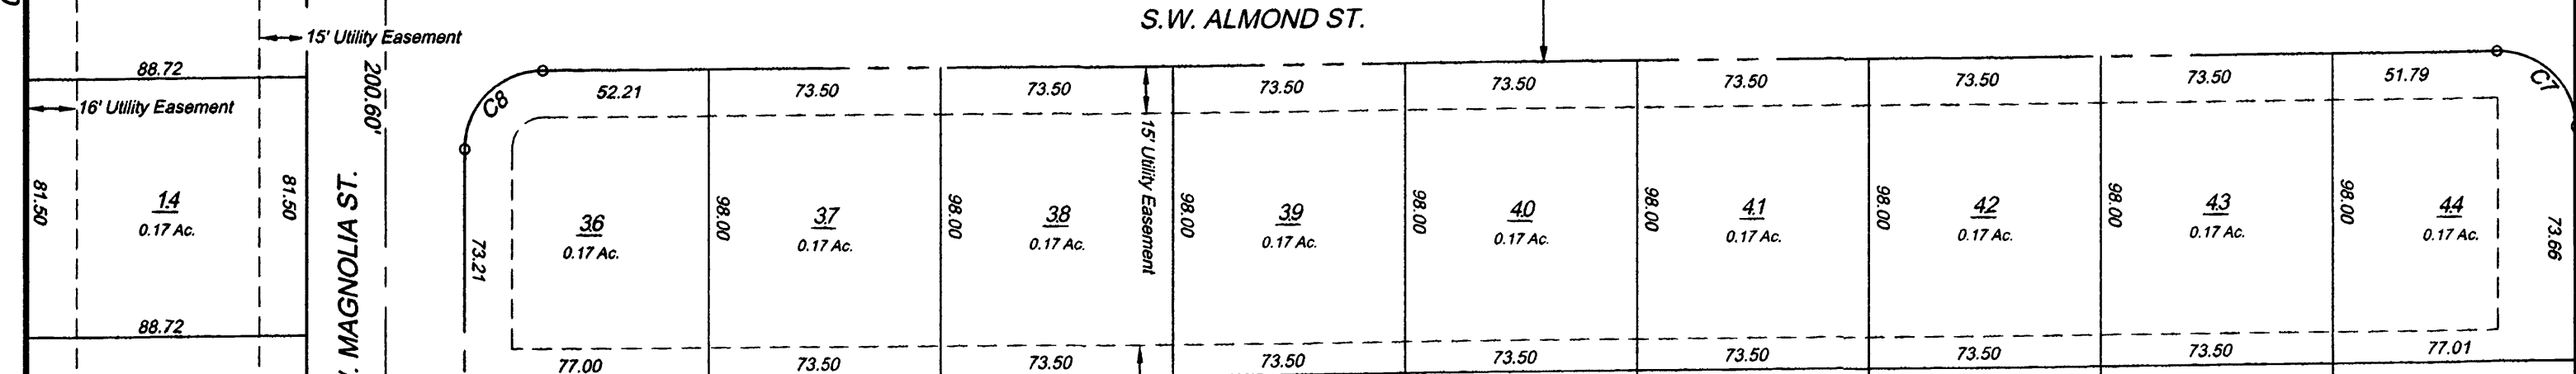 S.W. ALMOND ST.
15' Utility Easement
88.72
16' Utility Easement
81.50
14
0.17 Ac.
81.50
88.72
MAGNOLIA ST.
200.60'
C8
52.21
73.50
73.50
73.50
73.50
73.50
73.50
73.50
51.79
C7
73.21
36
0.17 Ac.
98.00
37
0.17 Ac.
98.00
38
0.17 Ac.
15' Utility Easement
98.00
39
0.17 Ac.
98.00
40
0.17 Ac.
98.00
41
0.17 Ac.
98.00
42
0.17 Ac.
98.00
43
0.17 Ac.
98.00
44
0.17 Ac.
73.66
77.00
73.50
73.50
73.50
73.50
73.50
73.50
73.50
77.01